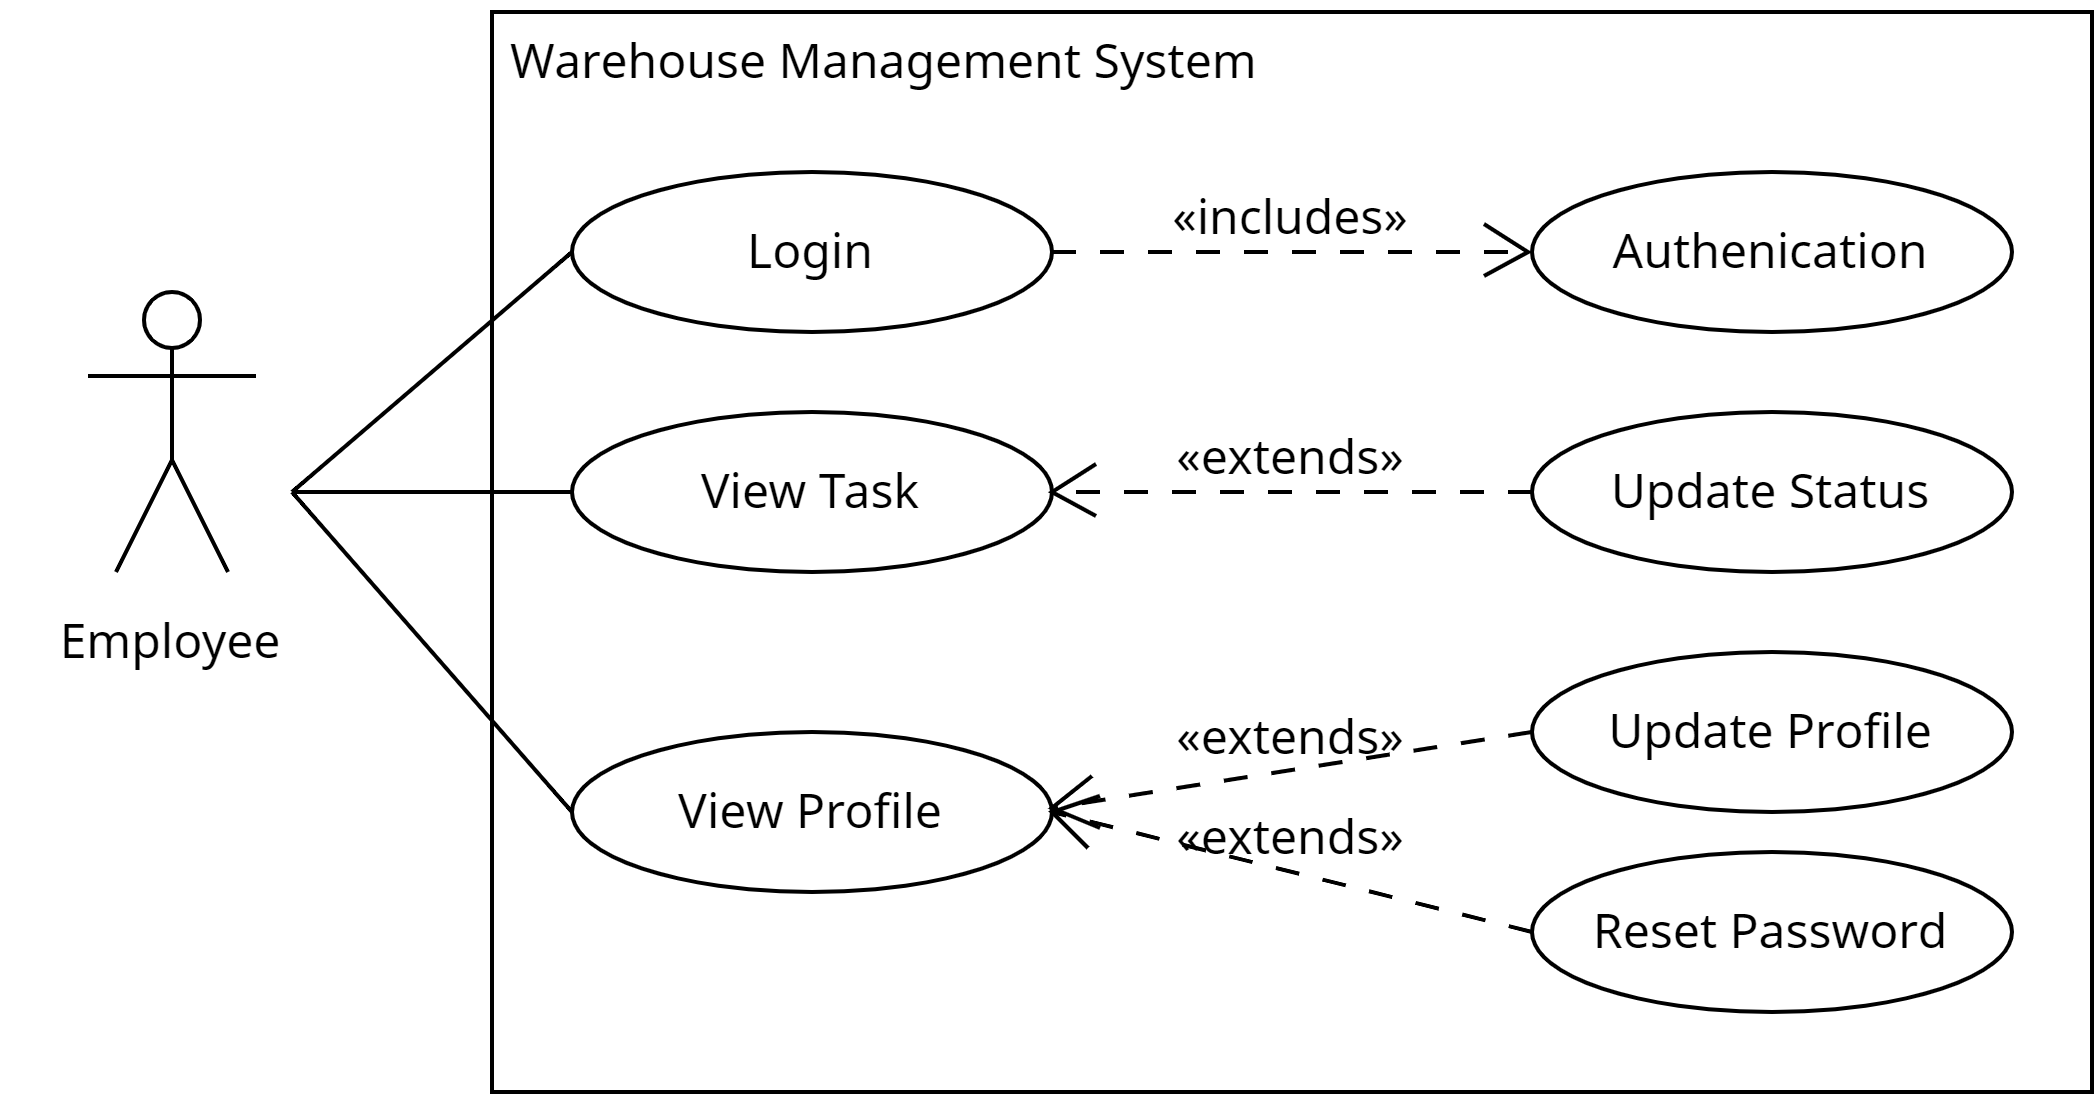 Warehouse Management System
Login
«includes»
Authenication
Employee
View Task
«extends»
Update Status
View Profile
«extends»
Update Profile
«extends»
Reset Password